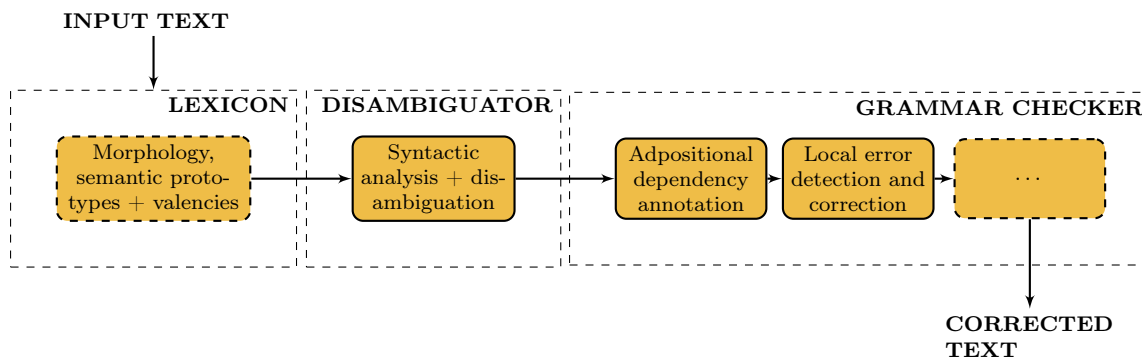 INPUT TEXT
LEXICON
Morphology,
semantic proto-
types + valencies
DISAMBIGUATOR
Syntactic
analysis + dis-
ambiguation
GRAMMAR CHECKER
Adpositional
dependency
annotation
Local error
detection and
correction
...
CORRECTED
TEXT